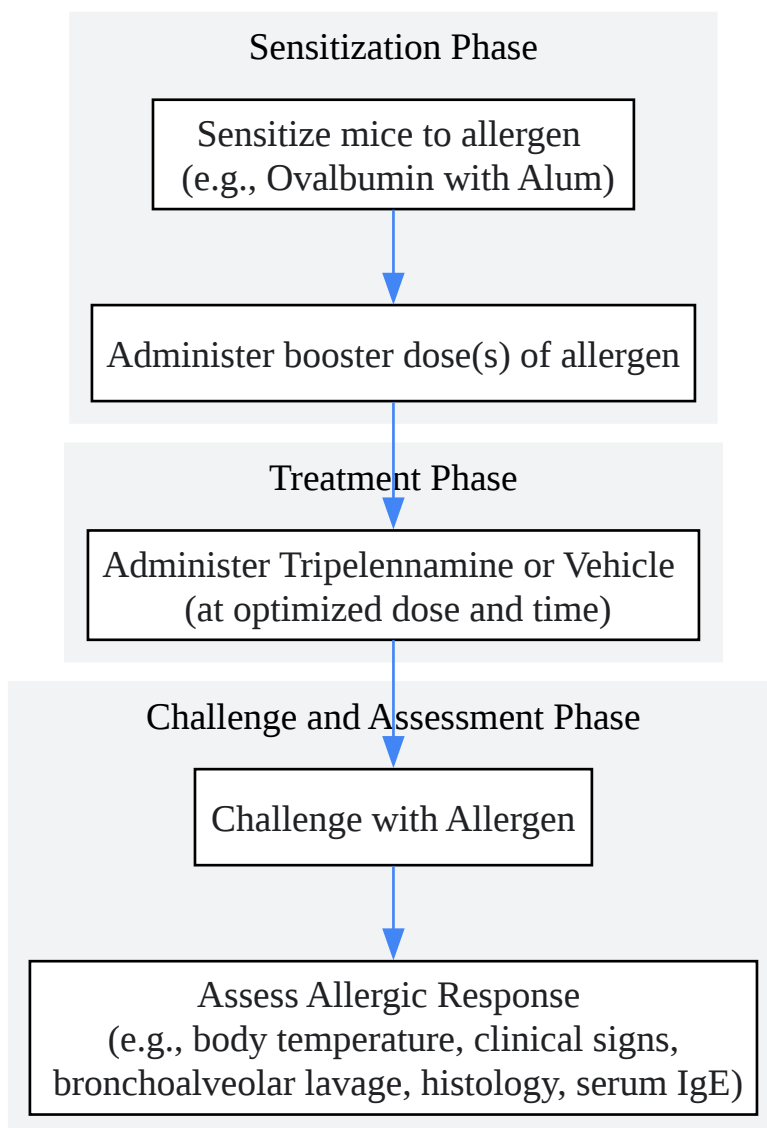 Sensitization Phase
Sensitize mice to allergen
(e.g., Ovalbumin with Alum)
Administer booster dose(s) of allergen
Treatment Phase
Administer Tripelennamine or Vehicle
(at optimized dose and time)
Challenge and Assessment Phase
Challenge with Allergen
Assess Allergic Response
(e.g., body temperature, clinical signs,
bronchoalveolar lavage, histology, serum IgE)